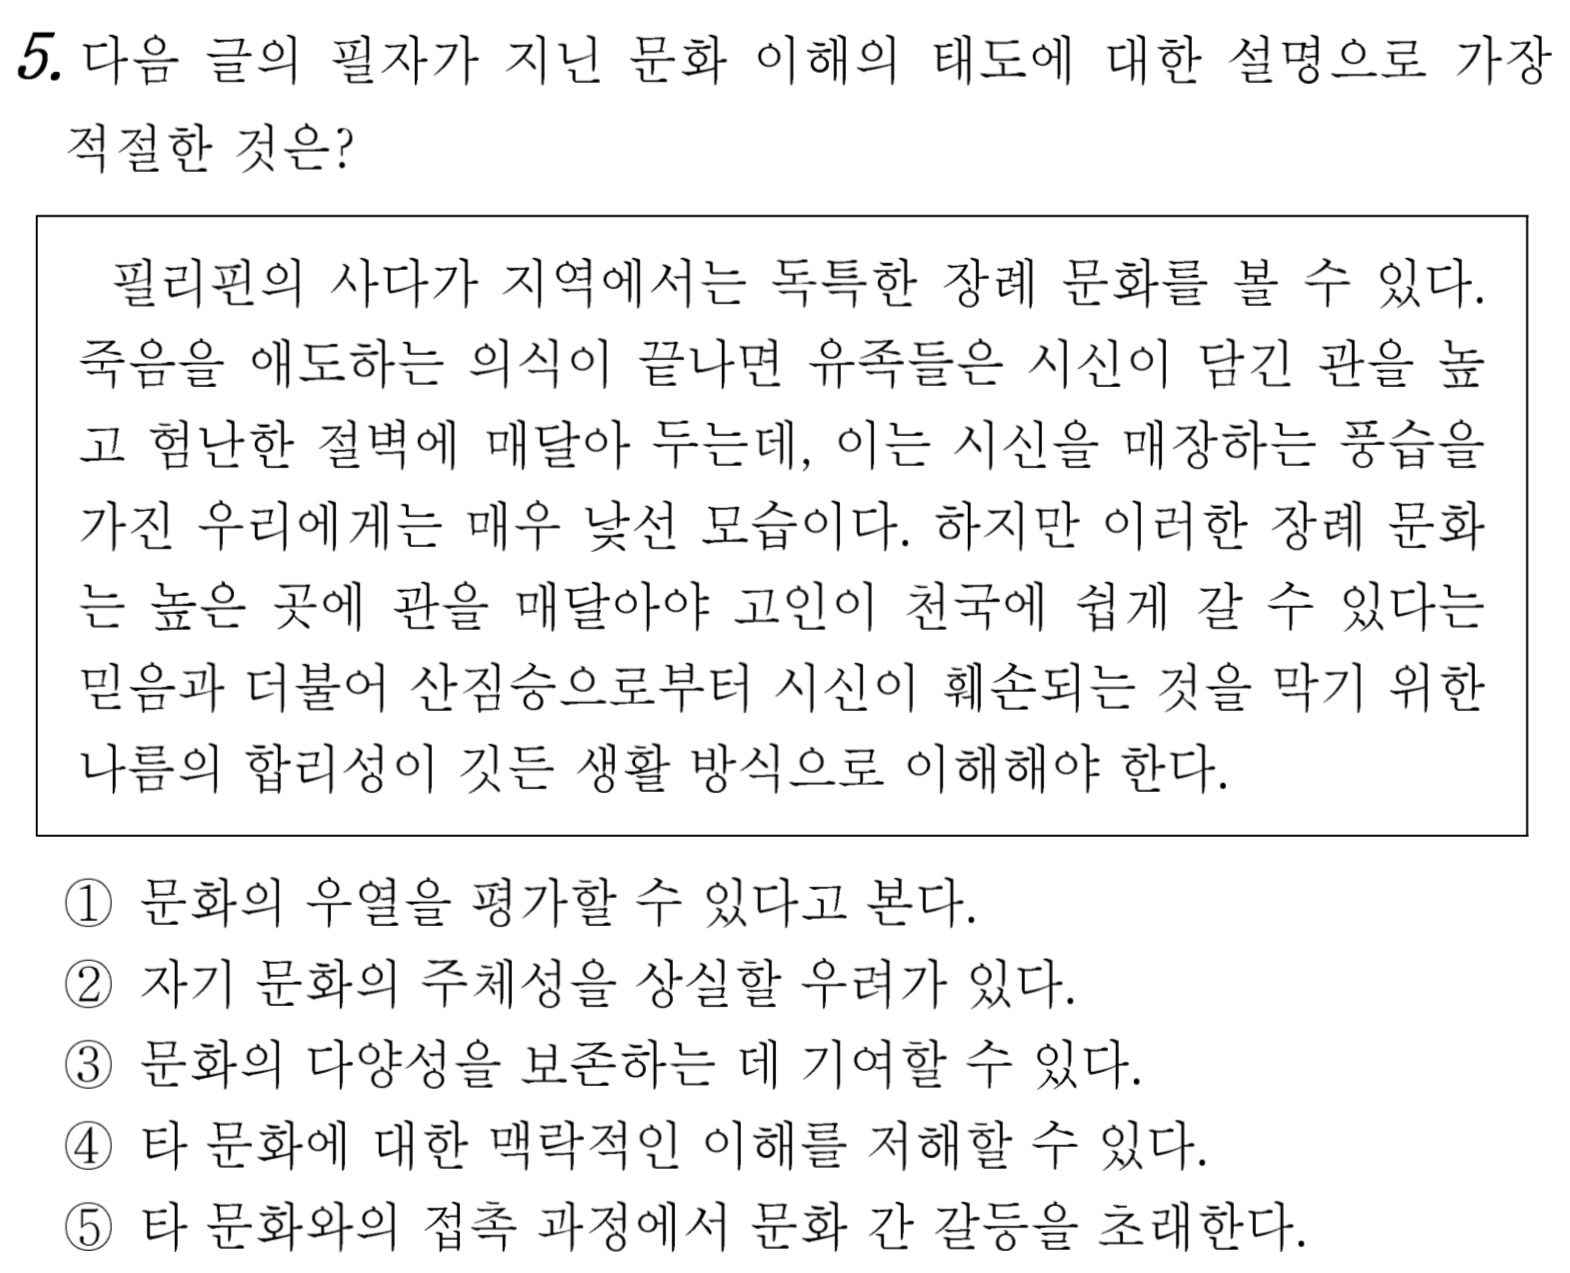 5. 다음 글의 필자가 지닌 문화 이해의 태도에 대한 설명으로 가장
적절한 것은?
필리핀의 사다가 지역에서는 독특한 장례 문화를 볼 수 있다.
죽음을 애도하는 의식이 끝나면 유족들은 시신이 담긴 관을 높
고 험난한 절벽에 매달아 두는데, 이는 시신을 매장하는 풍습을
가진 우리에게는 매우 낯선 모습이다. 하지만 이러한 장례 문화
는 높은 곳에 관을 매달아야 고인이 천국에 쉽게 갈 수 있다는
믿음과 더불어 산짐승으로부터 시신이 훼손되는 것을 막기 위한
나름의 합리성이 깃든 생활 방식으로 이해해야 한다.
① 문화의 우열을 평가할 수 있다고 본다.
② 자기 문화의 주체성을 상실할 우려가 있다.
③ 문화의 다양성을 보존하는 데 기여할 수 있다.
④ 타 문화에 대한 맥락적인 이해를 저해할 수 있다.
⑤ 타 문화와의 접촉 과정에서 문화 간 갈등을 초래한다.